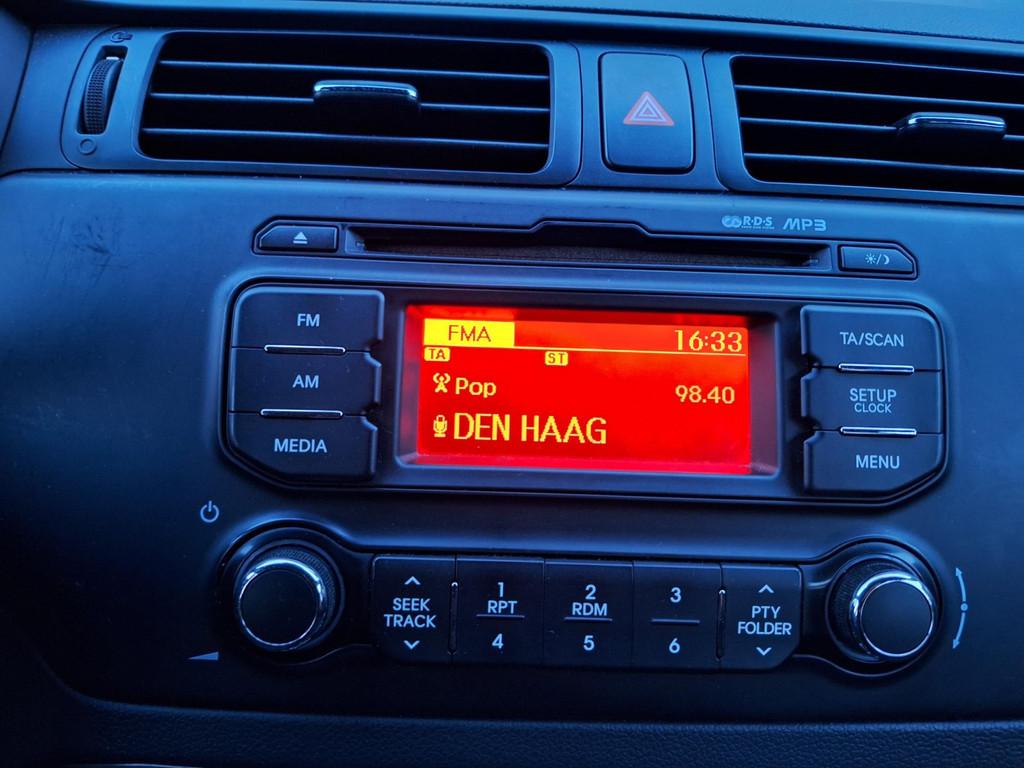 R·D·S MP3
FM
AM
MEDIA
FMA 16:33
TA ST
Pop 98.40
DEN HAAG
TA/SCAN
SETUP
CLOCK
MENU
SEEK
TRACK
1
RPT
4
2
RDM
5
3
6
PTY
FOLDER